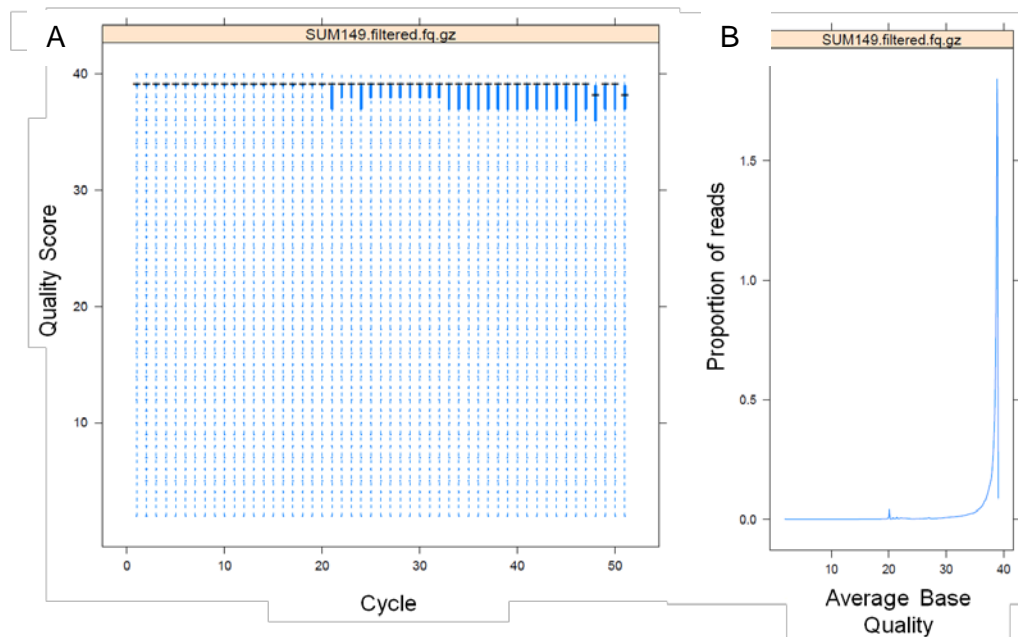 A
SUM149.filtered.fq.gz
Quality Score
40
30
20
10
0
10
20
30
40
50
Cycle
B
SUM149.filtered.fq.gz
Proportion of reads
1.5
1.0
0.5
0.0
10
20
30
40
Average Base
Quality